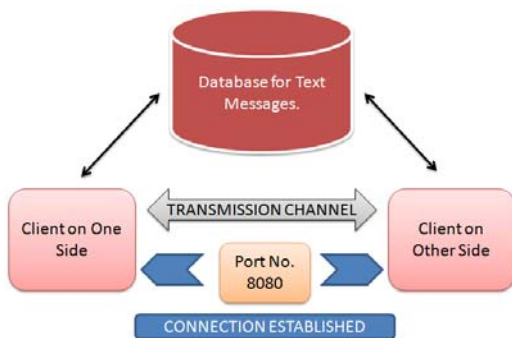 Database for Text
Messages.
TRANSMISSION CHANNEL
Client on One
Side
Client on
Other Side
Port No.
8080
CONNECTION ESTABLISHED